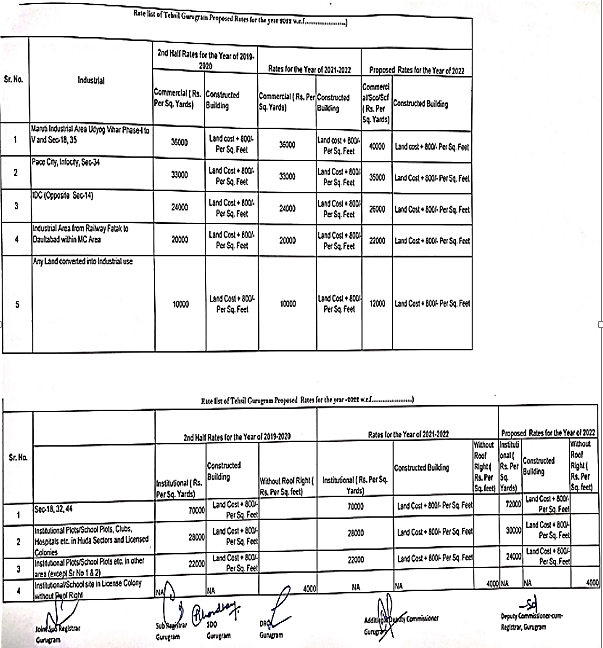 Rate list of Tehsil Gurugram Proposed Rates for the year 2022 w.e.f.....................)
Sr. No.
Industrial
2nd Half Rates for the Year of 2019-
2020
Rates for the Year of 2021-2022
Proposed Rates for the Year of 2022
Commercial ( Rs.
Per Sq. Yards)
Constructed
Building
Commercial ( Rs. Per
Sq. Yards)
Constructed
Building
Commerci
al/Sco/Scf
( Rs. Per
Sq. Yards)
Constructed Building
1
Maruti Industrial Area Udyog Vihar Phase-I to
V and Sec-18, 35
35000
Land cost + 800/-
Per Sq. Feet
35000
Land cost + 800/-
Per Sq. Feet
40000
Land cost + 800/- Per Sq. Feet
2
Pace City, Infocity, Sec-34
33000
Land Cost + 800/-
Per Sq. Feet
33000
Land Cost + 800/-
Per Sq. Feet
35000
Land Cost + 800/- Per Sq. Feet
3
IDC (Opposite Sec-14)
24000
Land Cost + 800/-
Per Sq. Feet
24000
Land Cost + 800/-
Per Sq. Feet
26000
Land Cost + 800/- Per Sq. Feet
4
Industrial Area from Railway Fatak to
Daultabad within MC Area
20000
Land Cost + 800/-
Per Sq. Feet
20000
Land Cost + 800/-
Per Sq. Feet
22000
Land Cost + 800/- Per Sq. Feet
5
Any Land converted into Industrial use
10000
Land Cost + 800/-
Per Sq. Feet
10000
Land Cost + 800/-
Per Sq. Feet
12000
Land Cost + 800/- Per Sq. Feet
Rate list of Tehsil Gurugram Proposed Rates for the year -2022 w.e.f.....................)
Sr. No.
2nd Half Rates for the Year of 2019-2020
Rates for the Year of 2021-2022
Proposed Rates for the Year of 2022
Institutional ( Rs.
Per Sq. Yards)
Constructed
Building
Without Roof Right (
Rs. Per Sq. feet)
Institutional ( Rs. Per Sq.
Yards)
Constructed Building
Without
Roof
Right (
Rs. Per
Sq. feet)
Instituti
onal (
Rs. Per
Sq.
Yards)
Constructed
Building
Without
Roof
Right (
Rs. Per
Sq. feet)
1
Sec-18, 32, 44
70000
Land Cost + 800/-
Per Sq. Feet
70000
Land Cost + 800/- Per Sq. Feet
72000
Land Cost + 800/-
Per Sq. Feet
2
Institutional Plots/School Plots, Clubs,
Hospitals etc. in Huda Sectors and Licensed
Colonies
28000
Land Cost + 800/-
Per Sq. Feet
28000
Land Cost + 800/- Per Sq. Feet
30000
Land Cost + 800/-
Per Sq. Feet
3
Institutional Plots/School Plots etc. in other
area (except Sr No 1 & 2)
22000
Land Cost + 800/-
Per Sq. Feet
22000
Land Cost + 800/- Per Sq. Feet
24000
Land Cost + 800/-
Per Sq. Feet
4
Institutional/School site in License Colony
without Roof Right
NA
NA
4000
NA
NA
4000
NA
NA
4000
Joint Sub Registrar
Gurugram
Sub Registrar
Gurugram
SDO
Gurugram
DRO
Gurugram
Additional Deputy Commissioner
Gurugram
Sd
Deputy Commissioner-cum-
Registrar, Gurugram